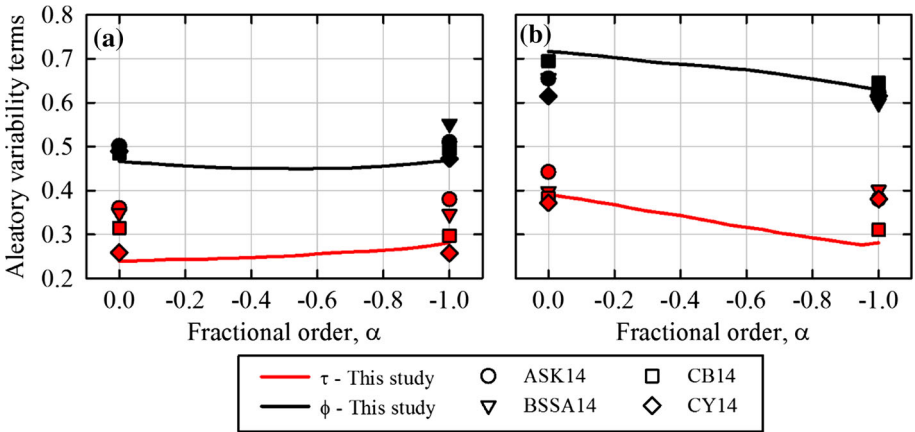 (a)
(b)
Aleatory variability terms
0.8
0.7
0.6
0.5
0.4
0.3
0.2
0.0 -0.2 -0.4 -0.6 -0.8 -1.0
0.0 -0.2 -0.4 -0.6 -0.8 -1.0
Fractional order, α
Fractional order, α
τ - This study
ASK14
CB14
ϕ - This study
BSSA14
CY14